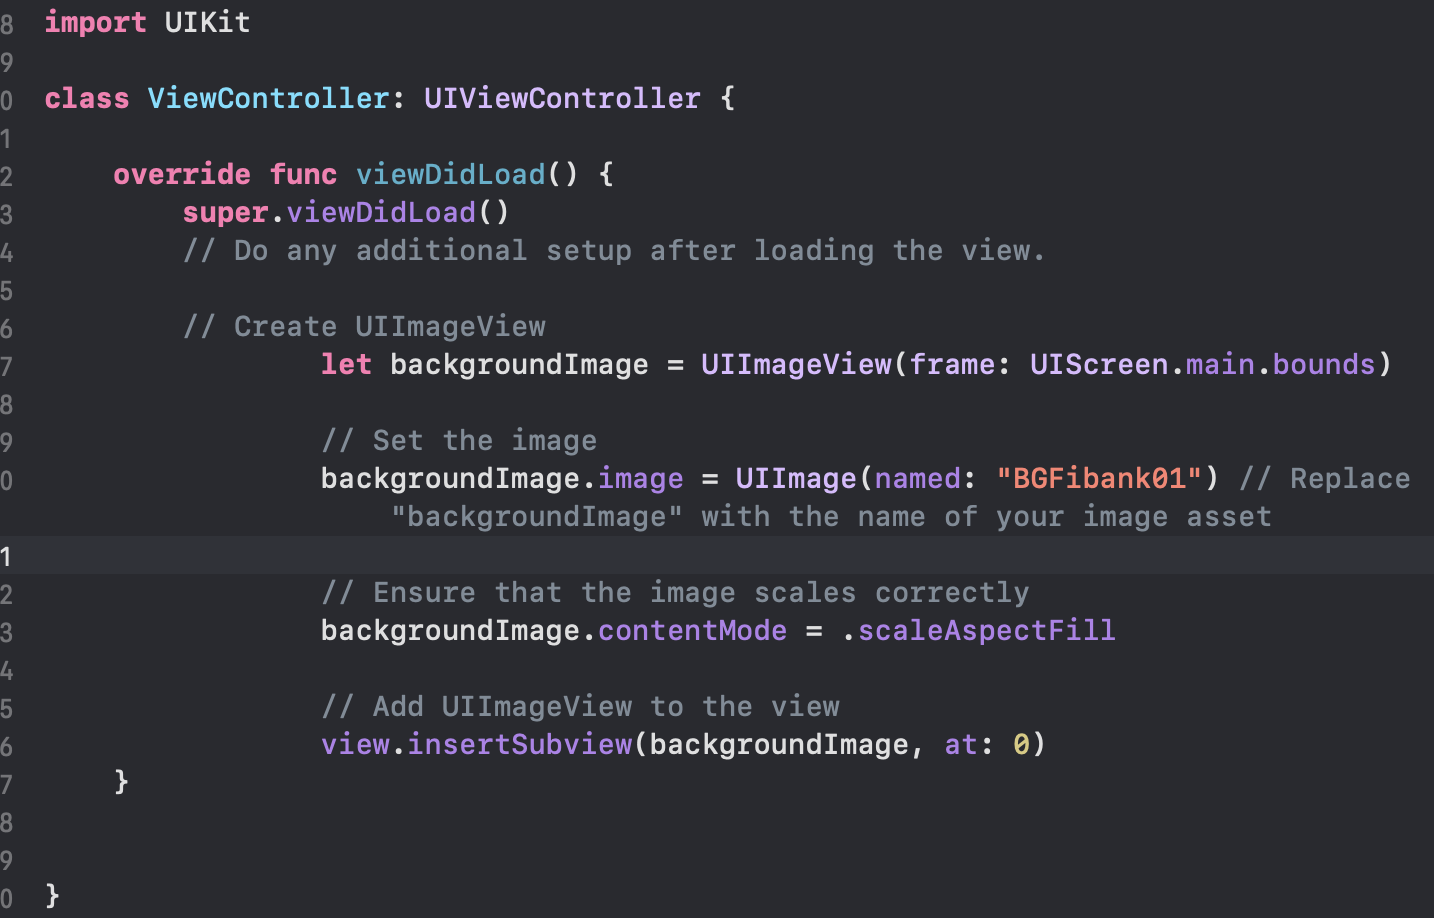 8 import UIKit
9
0 class ViewController: UIViewController {
1
2 override func viewDidLoad() {
3 super.viewDidLoad()
4 // Do any additional setup after loading the view.
5
6 // Create UIImageView
7 let backgroundImage = UIImageView(frame: UIScreen.main.bounds)
8
9 // Set the image
0 backgroundImage.image = UIImage(named: "BGFibank01") // Replace
"backgroundImage" with the name of your image asset
1
2 // Ensure that the image scales correctly
3 backgroundImage.contentMode = .scaleAspectFill
4
5 // Add UIImageView to the view
6 view.insertSubview(backgroundImage, at: 0)
7 }
8
9
0 }